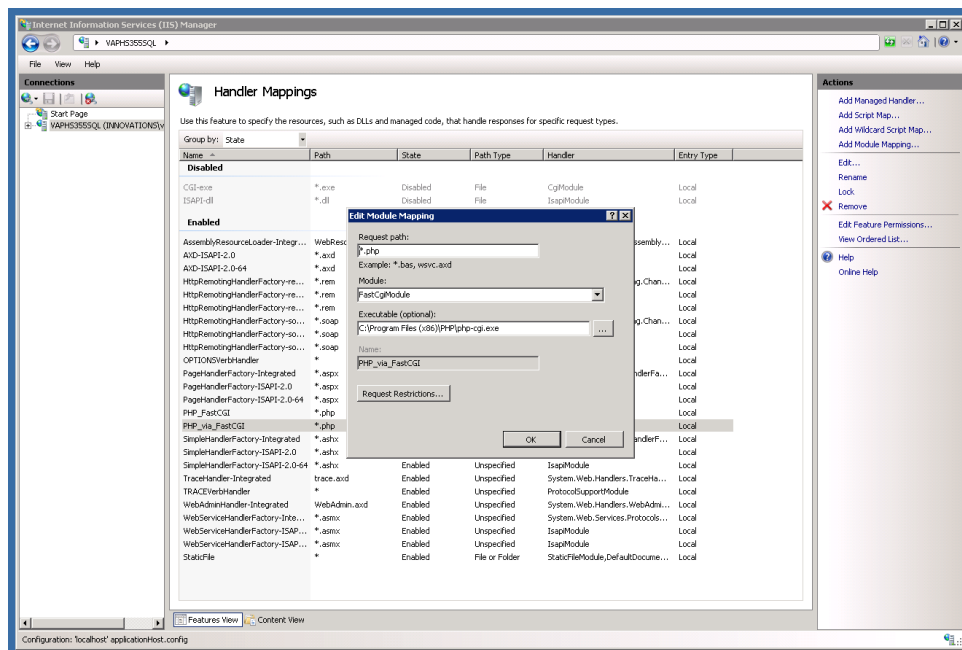 Internet Information Services (IIS) Manager
VAPHS355SQL
File View Help
Connections
Start Page
VAPHS355SQL (INNOVATIONS\v
Handler Mappings
Use this feature to specify the resources, such as DLLs and managed code, that handle responses for specific request types.
Group by: State
Name Path State Path Type Handler Entry Type
Disabled
CGI-exe *.exe Disabled File CgiModule Local
ISAPI-dll *.dll Disabled File IsapiModule Local
Enabled
AssemblyResourceLoader-Integr... WebResc ssembly... Local
AXD-ISAPI-2.0 *.axd Local
AXD-ISAPI-2.0-64 *.axd Local
HttpRemotingHandlerFactory-re... *.rem ng.Chan... Local
HttpRemotingHandlerFactory-re... *.rem Local
HttpRemotingHandlerFactory-re... *.rem Local
HttpRemotingHandlerFactory-so... *.soap ng.Chan... Local
HttpRemotingHandlerFactory-so... *.soap Local
HttpRemotingHandlerFactory-so... *.soap Local
OPTIONSVerbHandler * Local
PageHandlerFactory-Integrated *.aspx ndlerFa... Local
PageHandlerFactory-ISAPI-2.0 *.aspx Local
PageHandlerFactory-ISAPI-2.0-64 *.aspx Local
PHP_FastCGI *.php Local
PHP_via_FastCGI *.php Local
SimpleHandlerFactory-Integrated *.ashx andlerF... Local
SimpleHandlerFactory-ISAPI-2.0 *.ashx Local
SimpleHandlerFactory-ISAPI-2.0-64 *.ashx Enabled Unspecified IsapiModule Local
TraceHandler-Integrated trace.axd Enabled Unspecified System.Web.Handlers.TraceHa... Local
TRACEVerbHandler * Enabled Unspecified ProtocolSupportModule Local
WebAdminHandler-Integrated WebAdmin.axd Enabled Unspecified System.Web.Handlers.WebAdmi... Local
WebServiceHandlerFactory-Inte... *.asmx Enabled Unspecified System.Web.Services.Protocols... Local
WebServiceHandlerFactory-ISAP... *.asmx Enabled Unspecified IsapiModule Local
WebServiceHandlerFactory-ISAP... *.asmx Enabled Unspecified IsapiModule Local
StaticFile * Enabled File or Folder StaticFileModule,DefaultDocume... Local
Edit Module Mapping
Request path:
*.php
Example: *.bas, wsvc.axd
Module:
FastCgiModule
Executable (optional):
C:\Program Files (x86)\PHP\php-cgi.exe
...
Name:
PHP_via_FastCGI
Request Restrictions...
OK Cancel
Features View Content View
Actions
Add Managed Handler...
Add Script Map...
Add Wildcard Script Map...
Add Module Mapping...
Edit...
Rename
Lock
Remove
Edit Feature Permissions...
View Ordered List...
Help
Online Help
Configuration: 'localhost' applicationHost.config